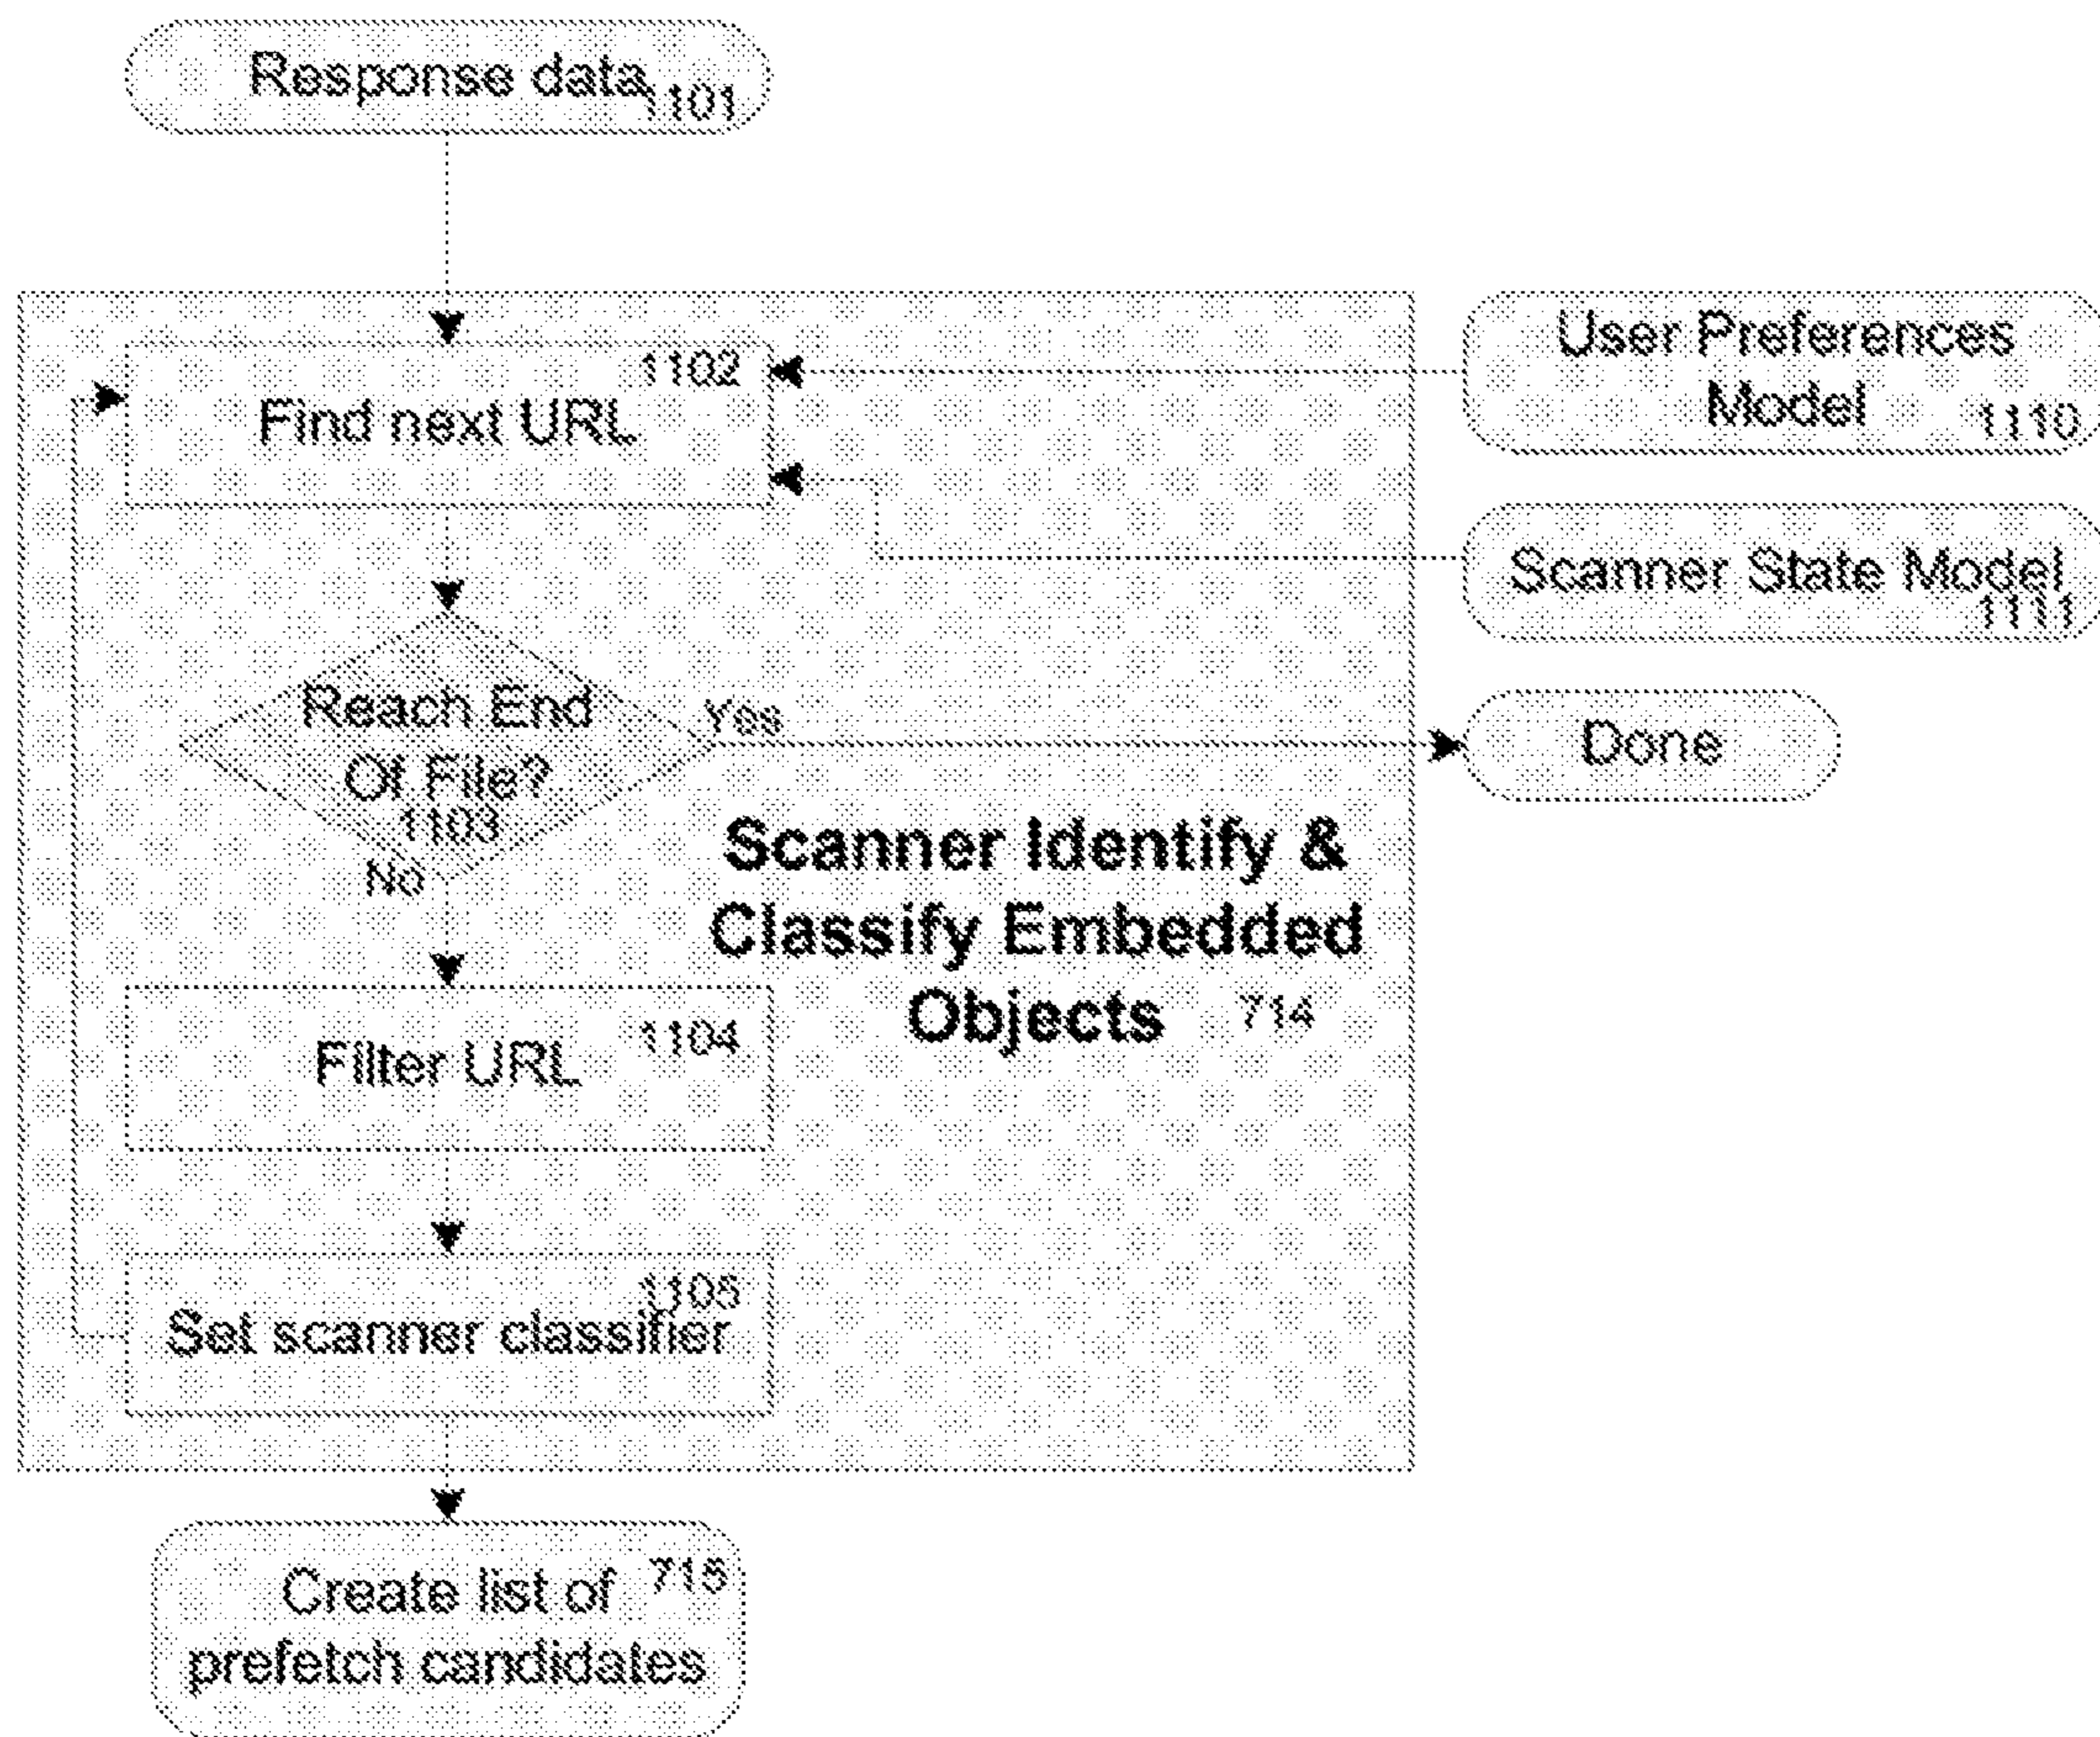 Response data
1101
1102
Find next URL
User Preferences
Model
1110
Scanner State Model
1111
Reach End
Of File?
1103
Yes
No
Done
Scanner Identify &
Classify Embedded
Objects 714
1104
Filter URL
1105
Set scanner classifier
Create list of 715
prefetch candidates